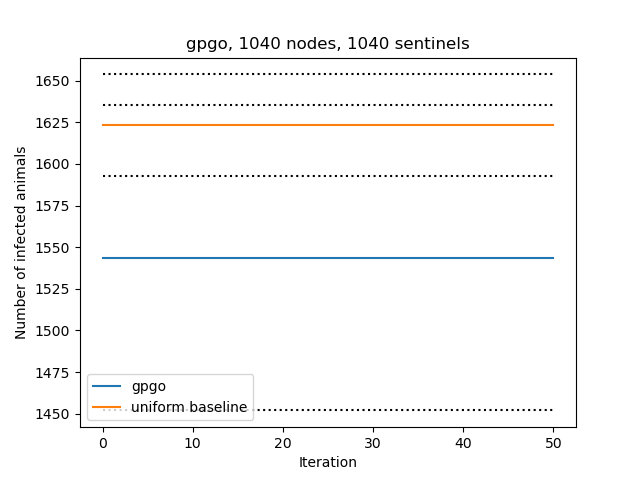 gpgo, 1040 nodes, 1040 sentinels
Number of infected animals
1650
1625
1600
1575
1550
1525
1500
1475
1450
gpgo
uniform baseline
0 10 20 30 40 50
Iteration